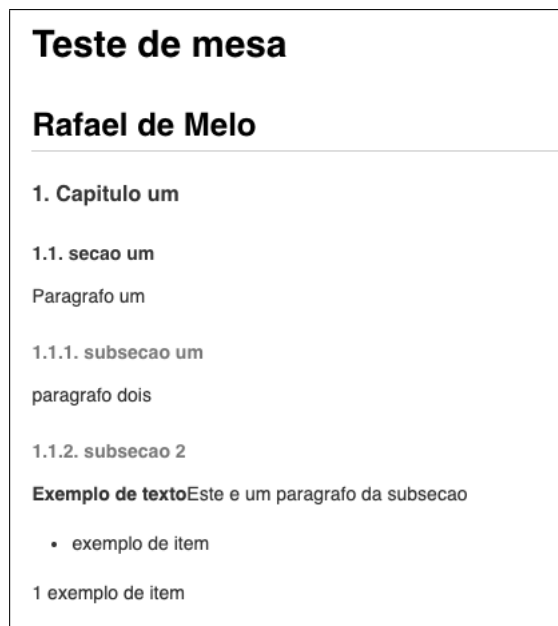 Teste de mesa
Rafael de Melo
1. Capitulo um
1.1. secao um
Paragrafo um
1.1.1. subsecao um
paragrafo dois
1.1.2. subsecao 2
Exemplo de textoEste e um paragrafo da subsecao
• exemplo de item
1 exemplo de item